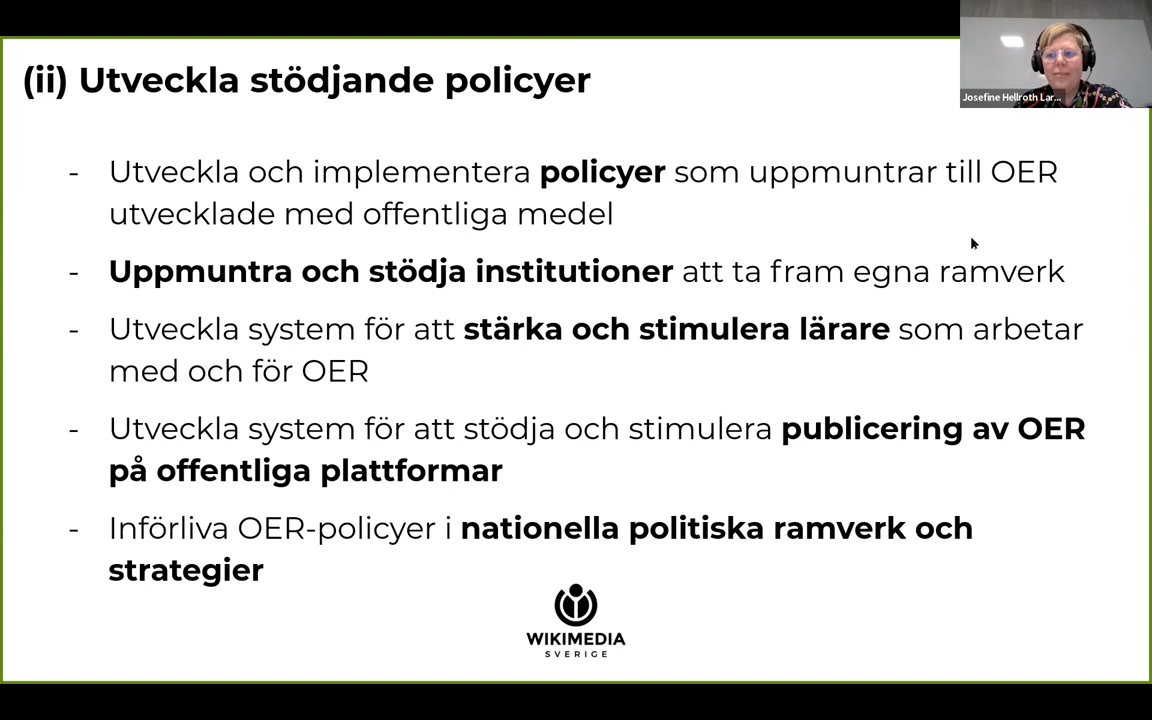 (ii) Utveckla stödjande policyer
Josefine Hellroth Lar...
- Utveckla och implementera policyer som uppmuntrar till OER
utvecklade med offentliga medel
- Uppmuntra och stödja institutioner att ta fram egna ramverk
- Utveckla system för att stärka och stimulera lärare som arbetar
med och för OER
- Utveckla system för att stödja och stimulera publicering av OER
på offentliga plattformar
- Införliva OER-policyer i nationella politiska ramverk och
strategier
WIKIMEDIA
SVERIGE